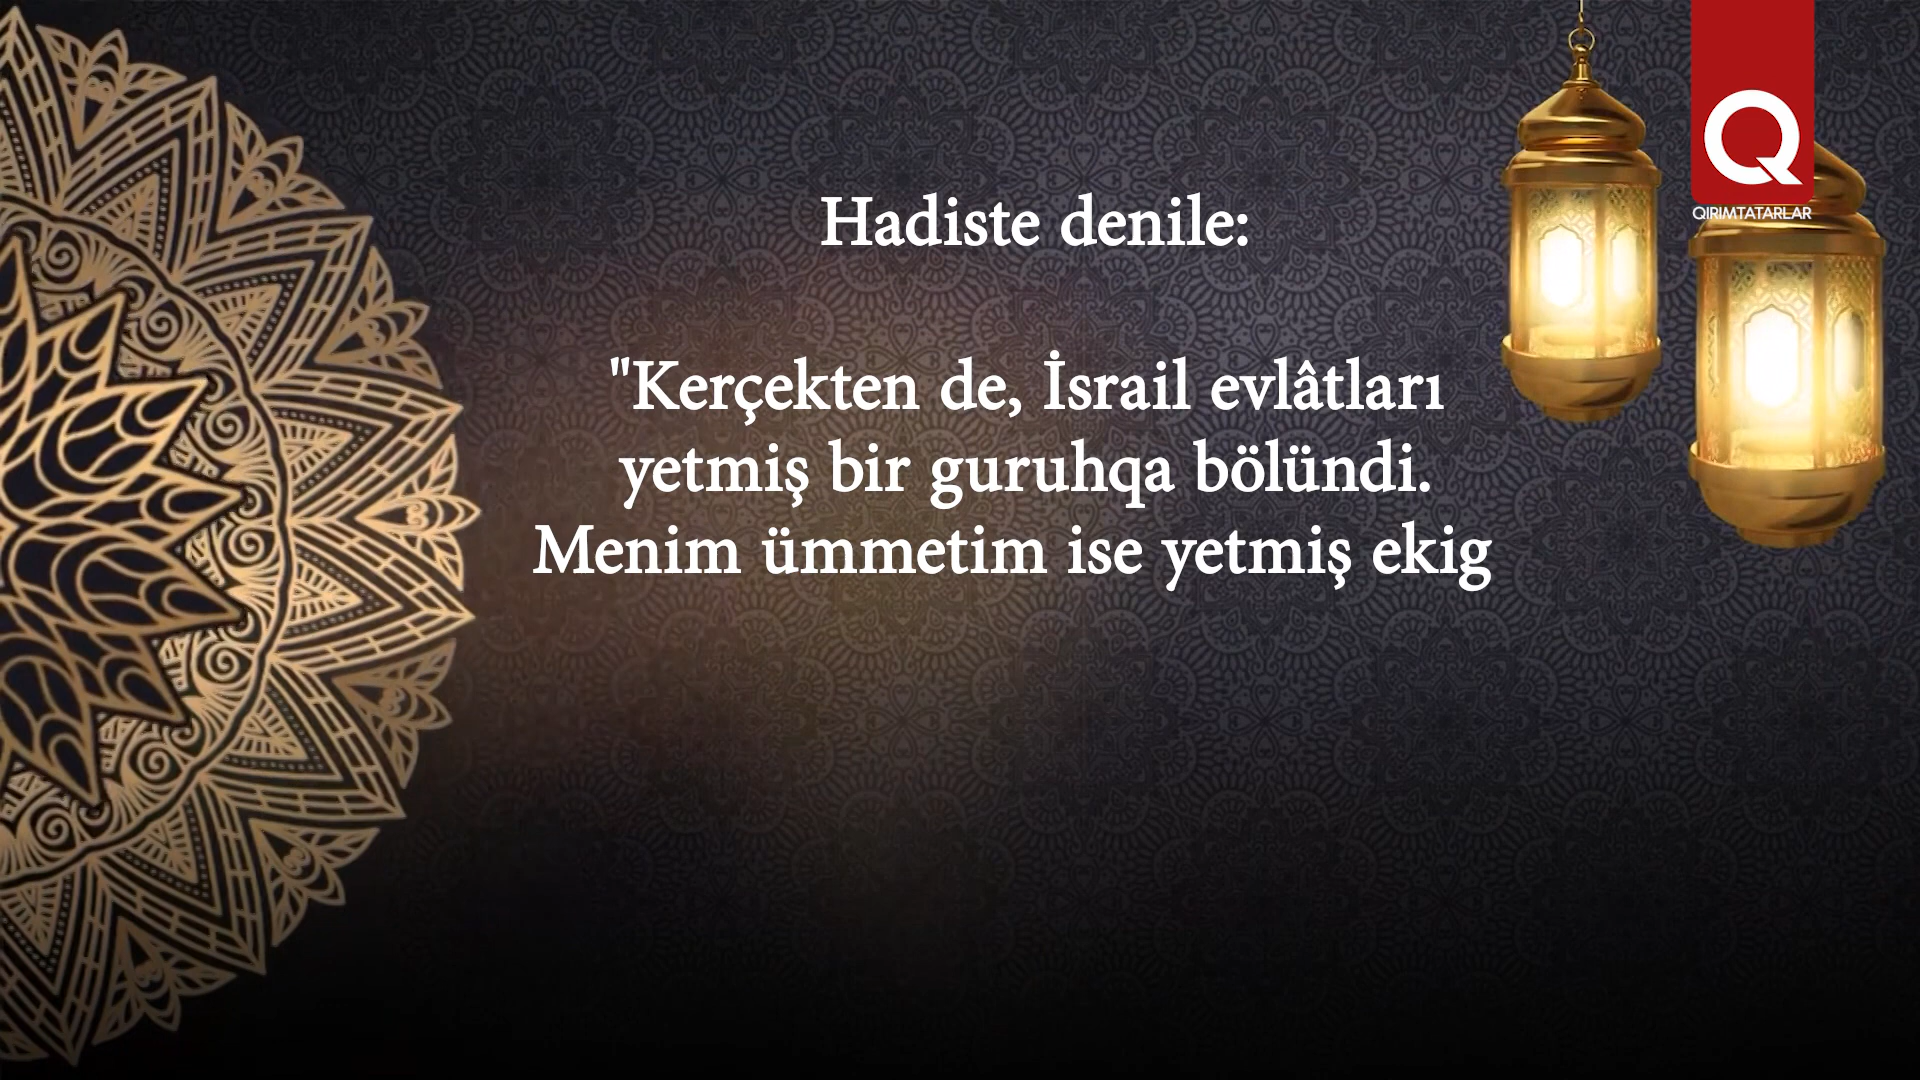 Hadiste denile:
"Kerçekten de, İsrail evlâtları
yetmiş bir guruhqa bölündi.
Menim ümmetim ise yetmiş ekig
Q
QIRIMTATARLAR